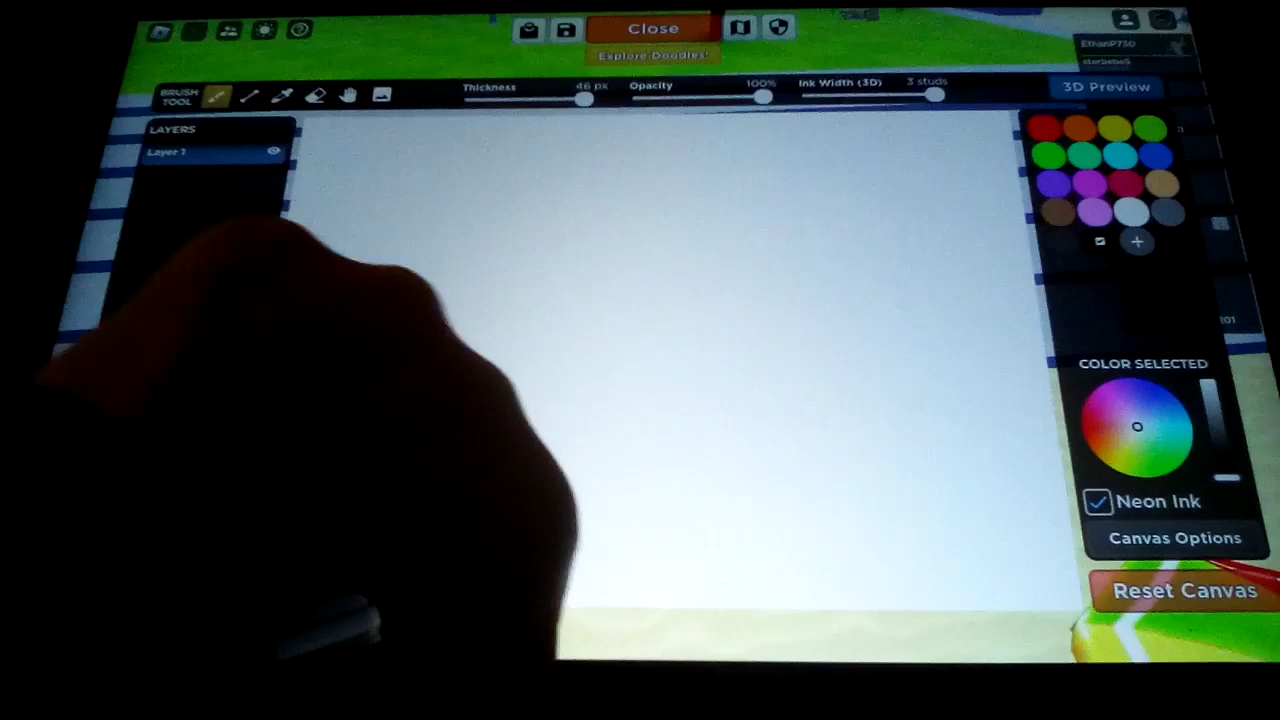 Close
Explore Doodles!
EthanP730
BRUSH TOOL
Thickness 46 px
Opacity 100%
Ink Width (3D) 3 studs
3D Preview
LAYERS
Layer 1
COLOR SELECTED
Neon Ink
Canvas Options
Reset Canvas